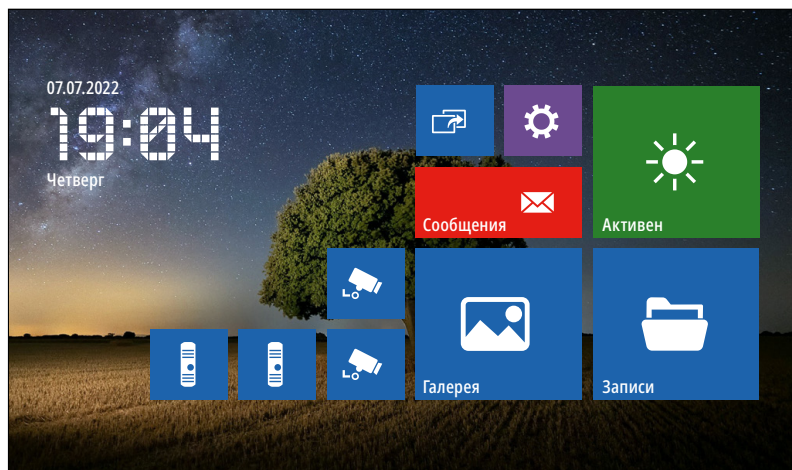 07.07.2022
19:04
Четверг
Сообщения
Активен
Галерея
Записи